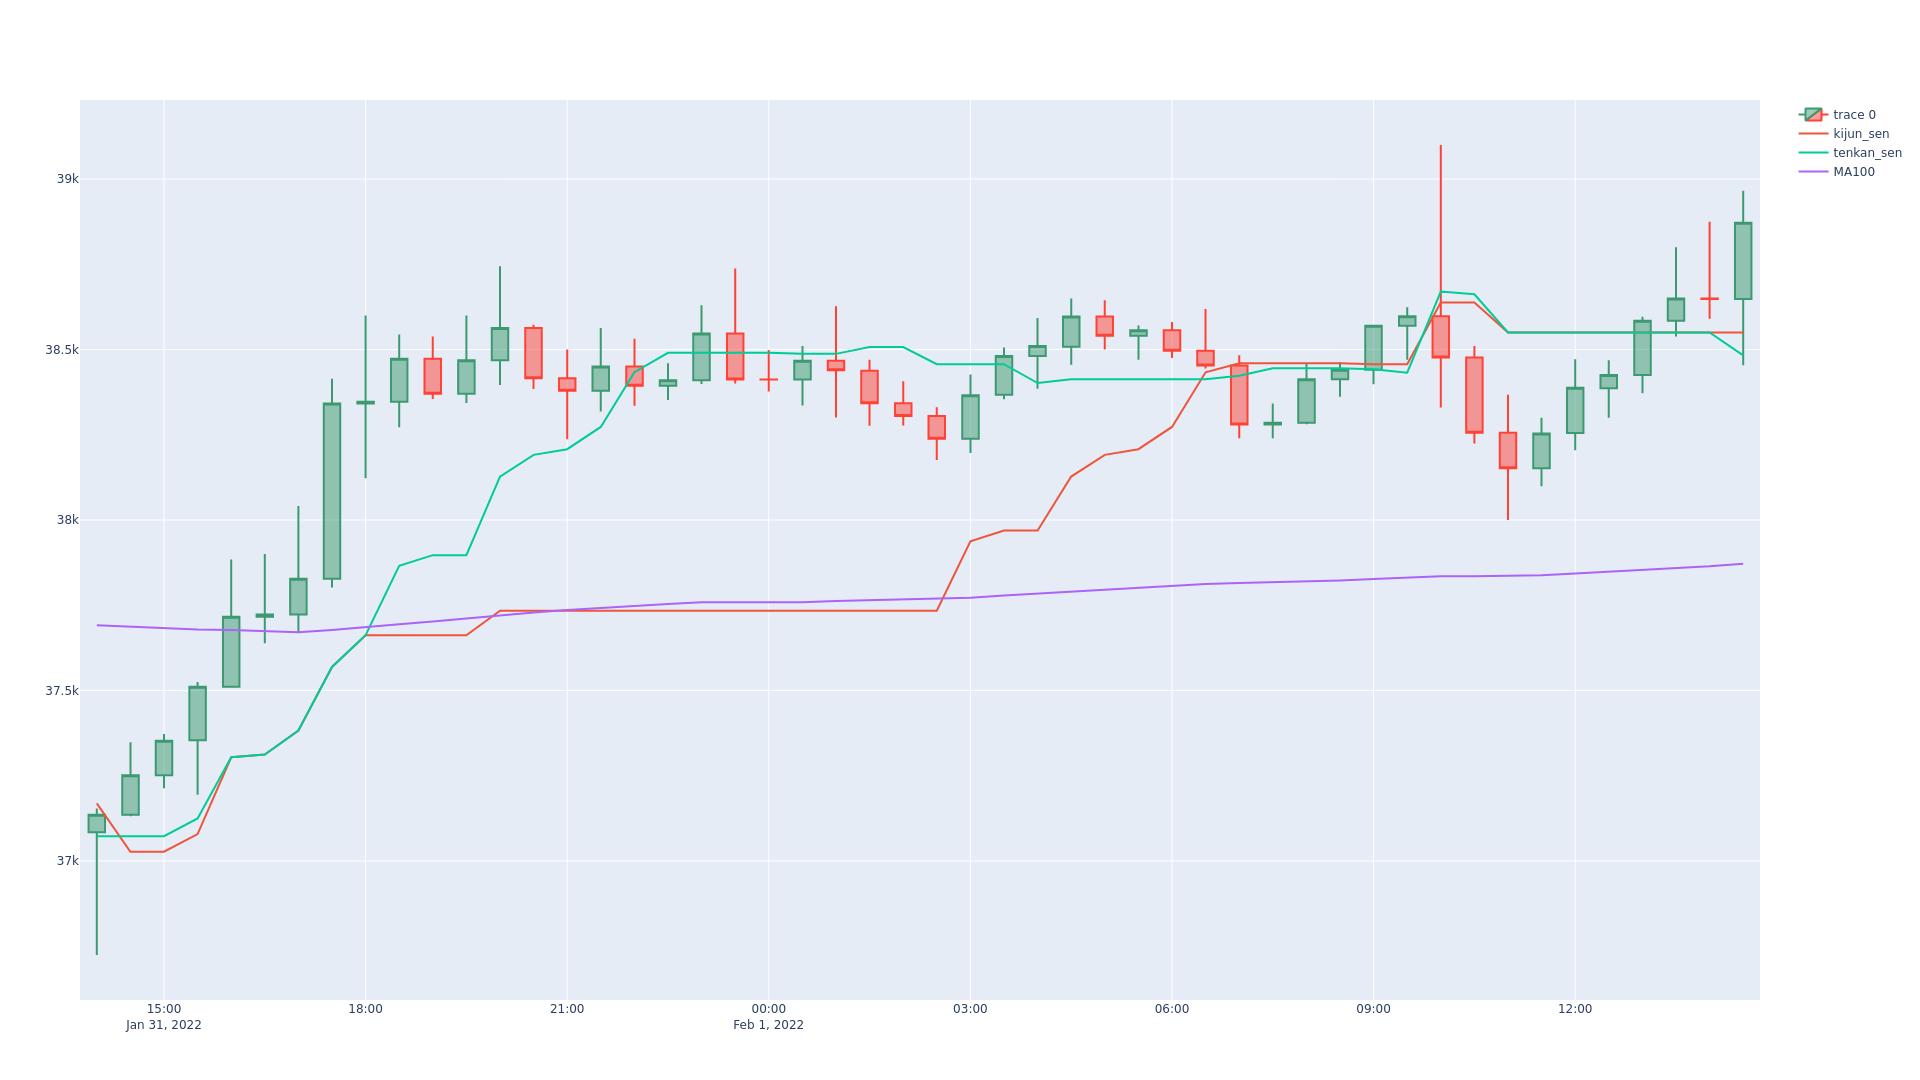 trace 0
kijun_sen
tenkan_sen
MA100
39k
38.5k
38k
37.5k
37k
15:00 18:00 21:00 00:00 03:00 06:00 09:00 12:00
Jan 31, 2022 Feb 1, 2022